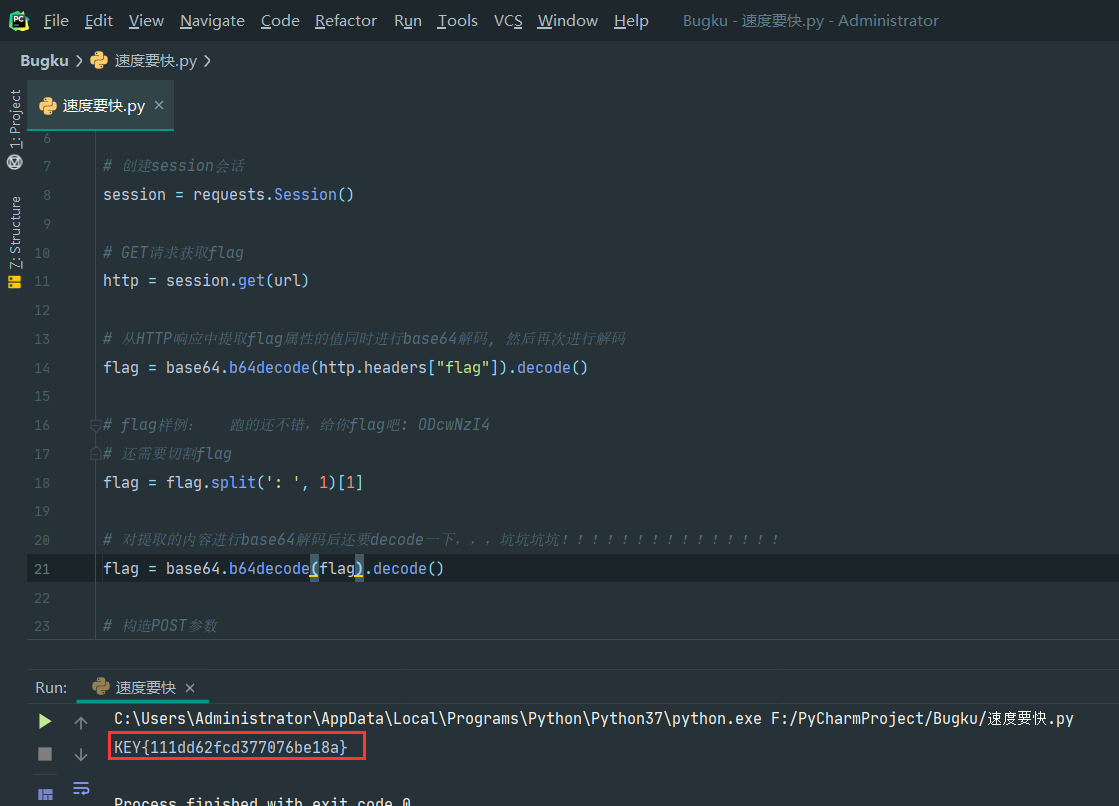 File Edit View Navigate Code Refactor Run Tools VCS Window Help Bugku - 速度要快.py - Administrator
Bugku 速度要快.py
速度要快.py
1: Project
Z: Structure
6
7 # 创建session会话
8 session = requests.Session()
9
10 # GET请求获取flag
11 http = session.get(url)
12
13 # 从HTTP响应中提取flag属性的值同时进行base64解码, 然后再次进行解码
14 flag = base64.b64decode(http.headers["flag"]).decode()
15
16 # flag样例: 跑的还不错，给你flag吧: ODcwNzI4
17 # 还需要切割flag
18 flag = flag.split(': ', 1)[1]
19
20 # 对提取的内容进行base64解码后还要decode一下，，，坑坑坑坑！！！！！！！！！！！！！！！
21 flag = base64.b64decode(flag).decode()
22
23 # 构造POST参数
Run: 速度要快
C:\Users\Administrator\AppData\Local\Programs\Python\Python37\python.exe F:/PyCharmProject/Bugku/速度要快.py
KEY{111dd62fcd377076be18a}
Process finished with exit code 0